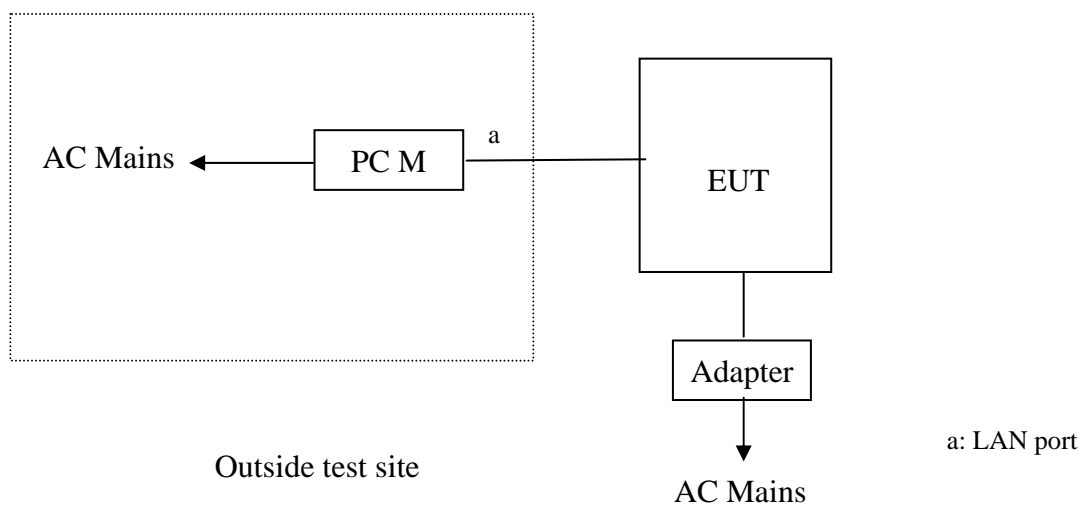 a
AC Mains
PC M
EUT
Adapter
a: LAN port
Outside test site
AC Mains